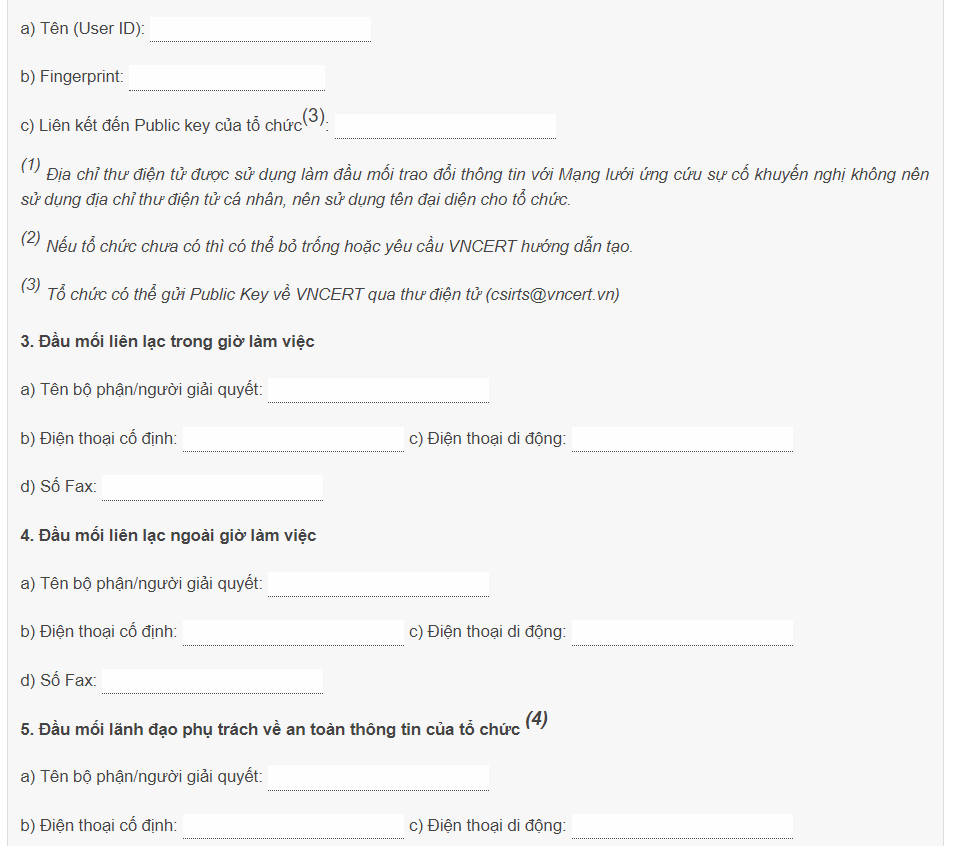 a) Tên (User ID):
b) Fingerprint:
c) Liên kết đến Public key của tổ chức(3):
(1) Địa chỉ thư điện tử được sử dụng làm đầu mối trao đổi thông tin với Mạng lưới ứng cứu sự cố khuyến nghị không nên
sử dụng địa chỉ thư điện tử cá nhân, nên sử dụng tên đại diện cho tổ chức.
(2) Nếu tổ chức chưa có thì có thể bỏ trống hoặc yêu cầu VNCERT hướng dẫn tạo.
(3) Tổ chức có thể gửi Public Key về VNCERT qua thư điện tử (csirts@vncert.vn)
3. Đầu mối liên lạc trong giờ làm việc
a) Tên bộ phận/người giải quyết:
b) Điện thoại cố định: c) Điện thoại di động:
d) Số Fax:
4. Đầu mối liên lạc ngoài giờ làm việc
a) Tên bộ phận/người giải quyết:
b) Điện thoại cố định: c) Điện thoại di động:
d) Số Fax:
5. Đầu mối lãnh đạo phụ trách về an toàn thông tin của tổ chức (4)
a) Tên bộ phận/người giải quyết:
b) Điện thoại cố định: c) Điện thoại di động: